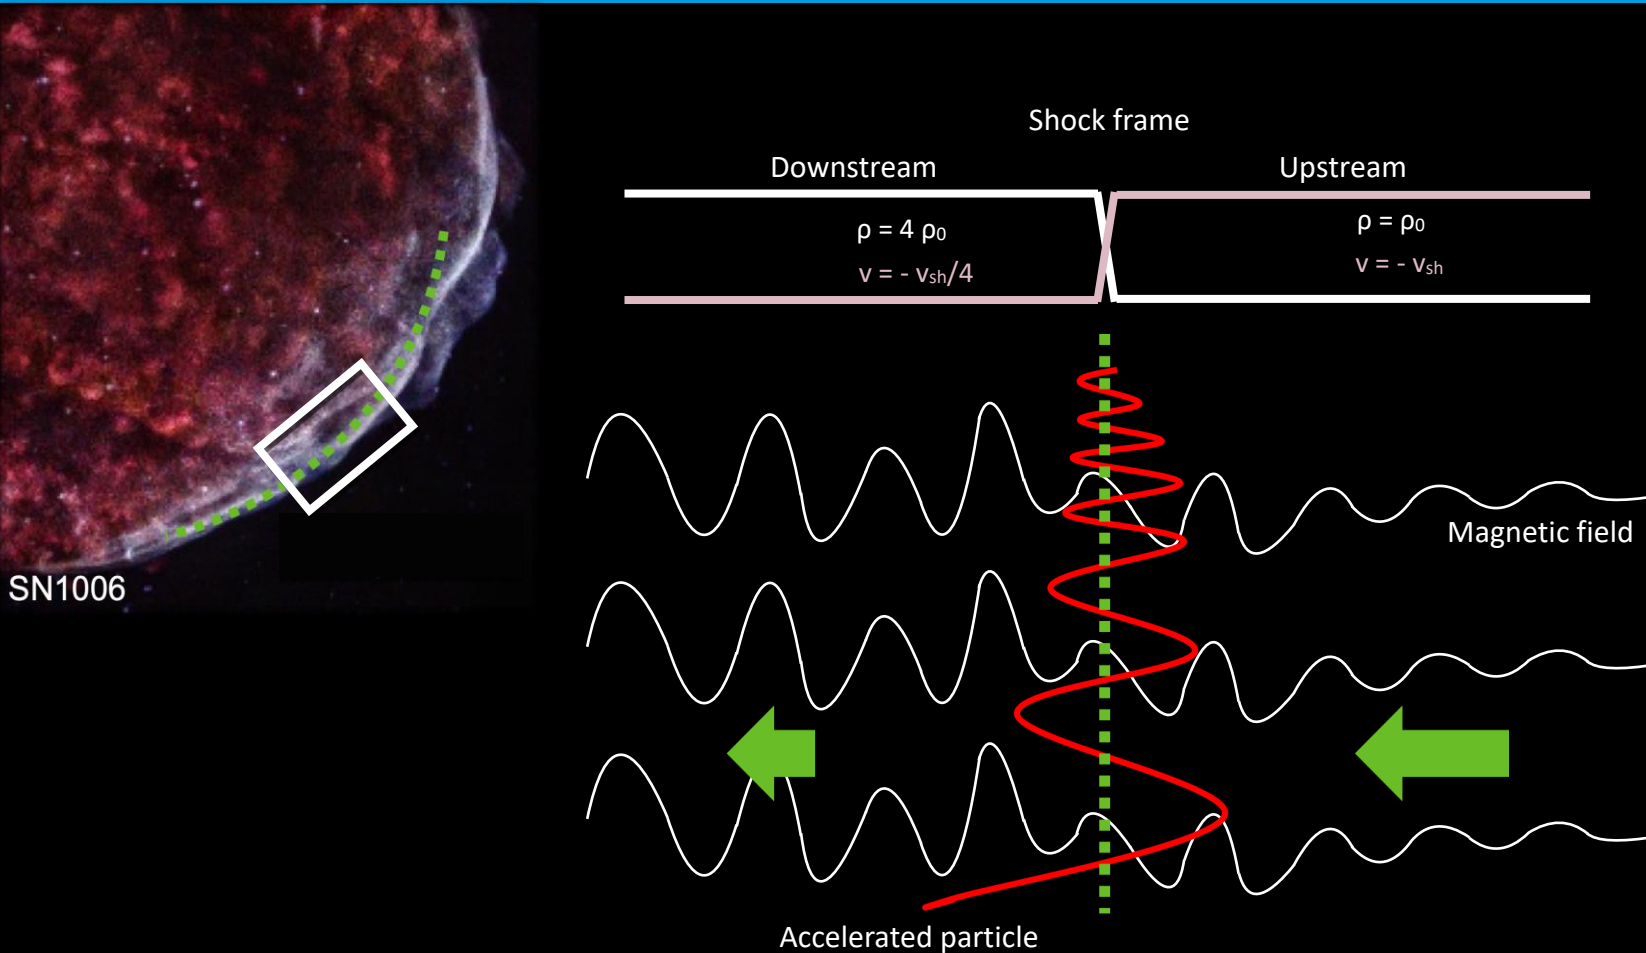 Shock frame
Downstream
Upstream
ρ = 4 ρ₀
ρ = ρ₀
v = - vₛₕ/4
v = - vₛₕ
Magnetic field
SN1006
Accelerated particle